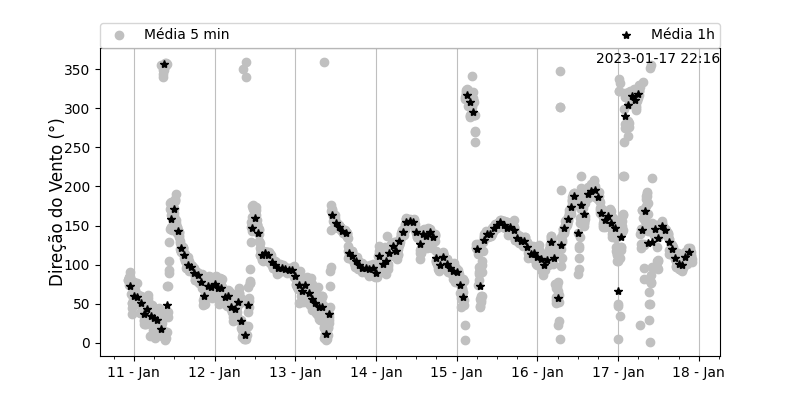 Média 5 min
Média 1h
2023-01-17 22:16
Direção do Vento (°)
350
300
250
200
150
100
50
0
11 - Jan
12 - Jan
13 - Jan
14 - Jan
15 - Jan
16 - Jan
17 - Jan
18 - Jan